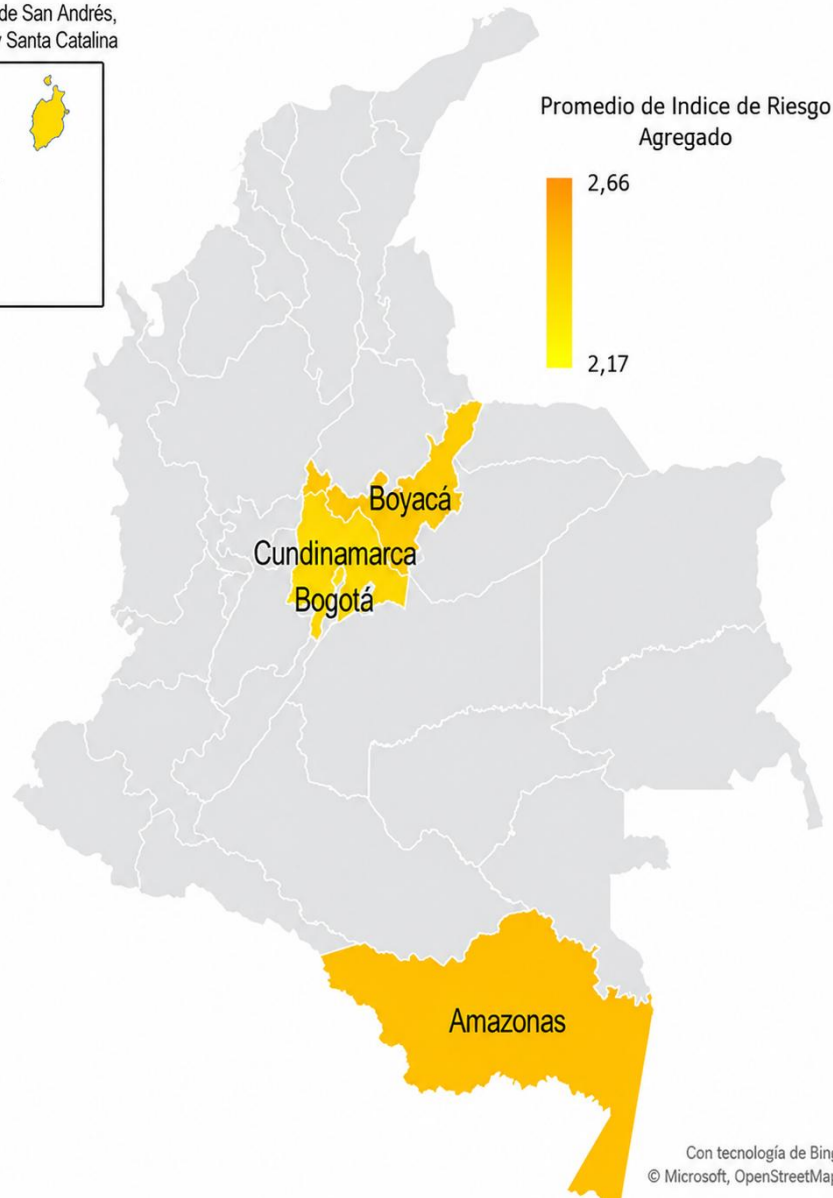 de San Andrés,
y Santa Catalina
Promedio de Indice de Riesgo
Agregado
2,66
2,17
Boyacá
Cundinamarca
Bogotá
Amazonas
Con tecnología de Bing
© Microsoft, OpenStreetMap